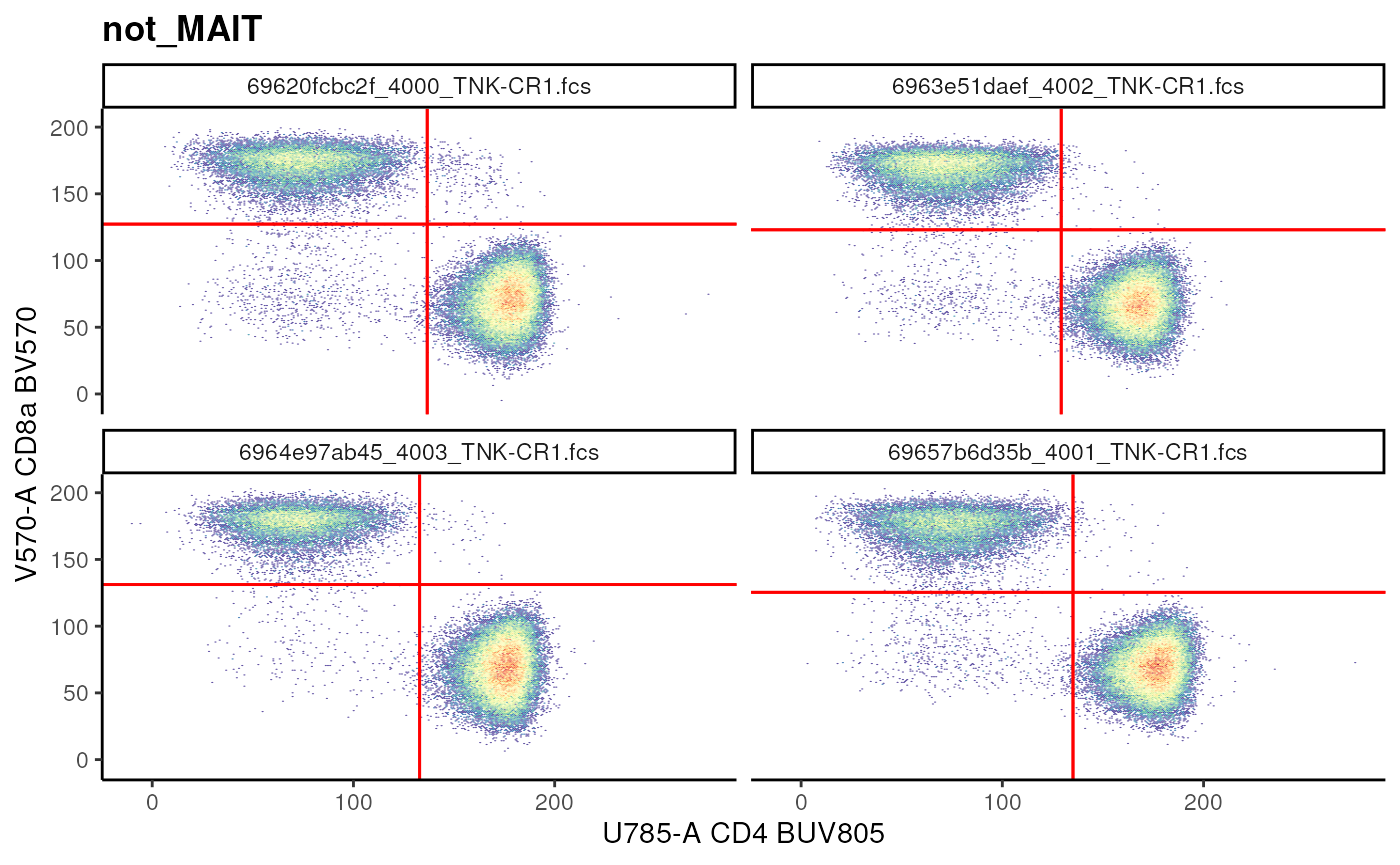 not_MAIT
69620fcbc2f_4000_TNK-CR1.fcs
6963e51daef_4002_TNK-CR1.fcs
200
150
100
50
0
6964e97ab45_4003_TNK-CR1.fcs
69657b6d35b_4001_TNK-CR1.fcs
200
150
100
50
0
0
100
200
0
100
200
U785-A CD4 BUV805
V570-A CD8a BV570